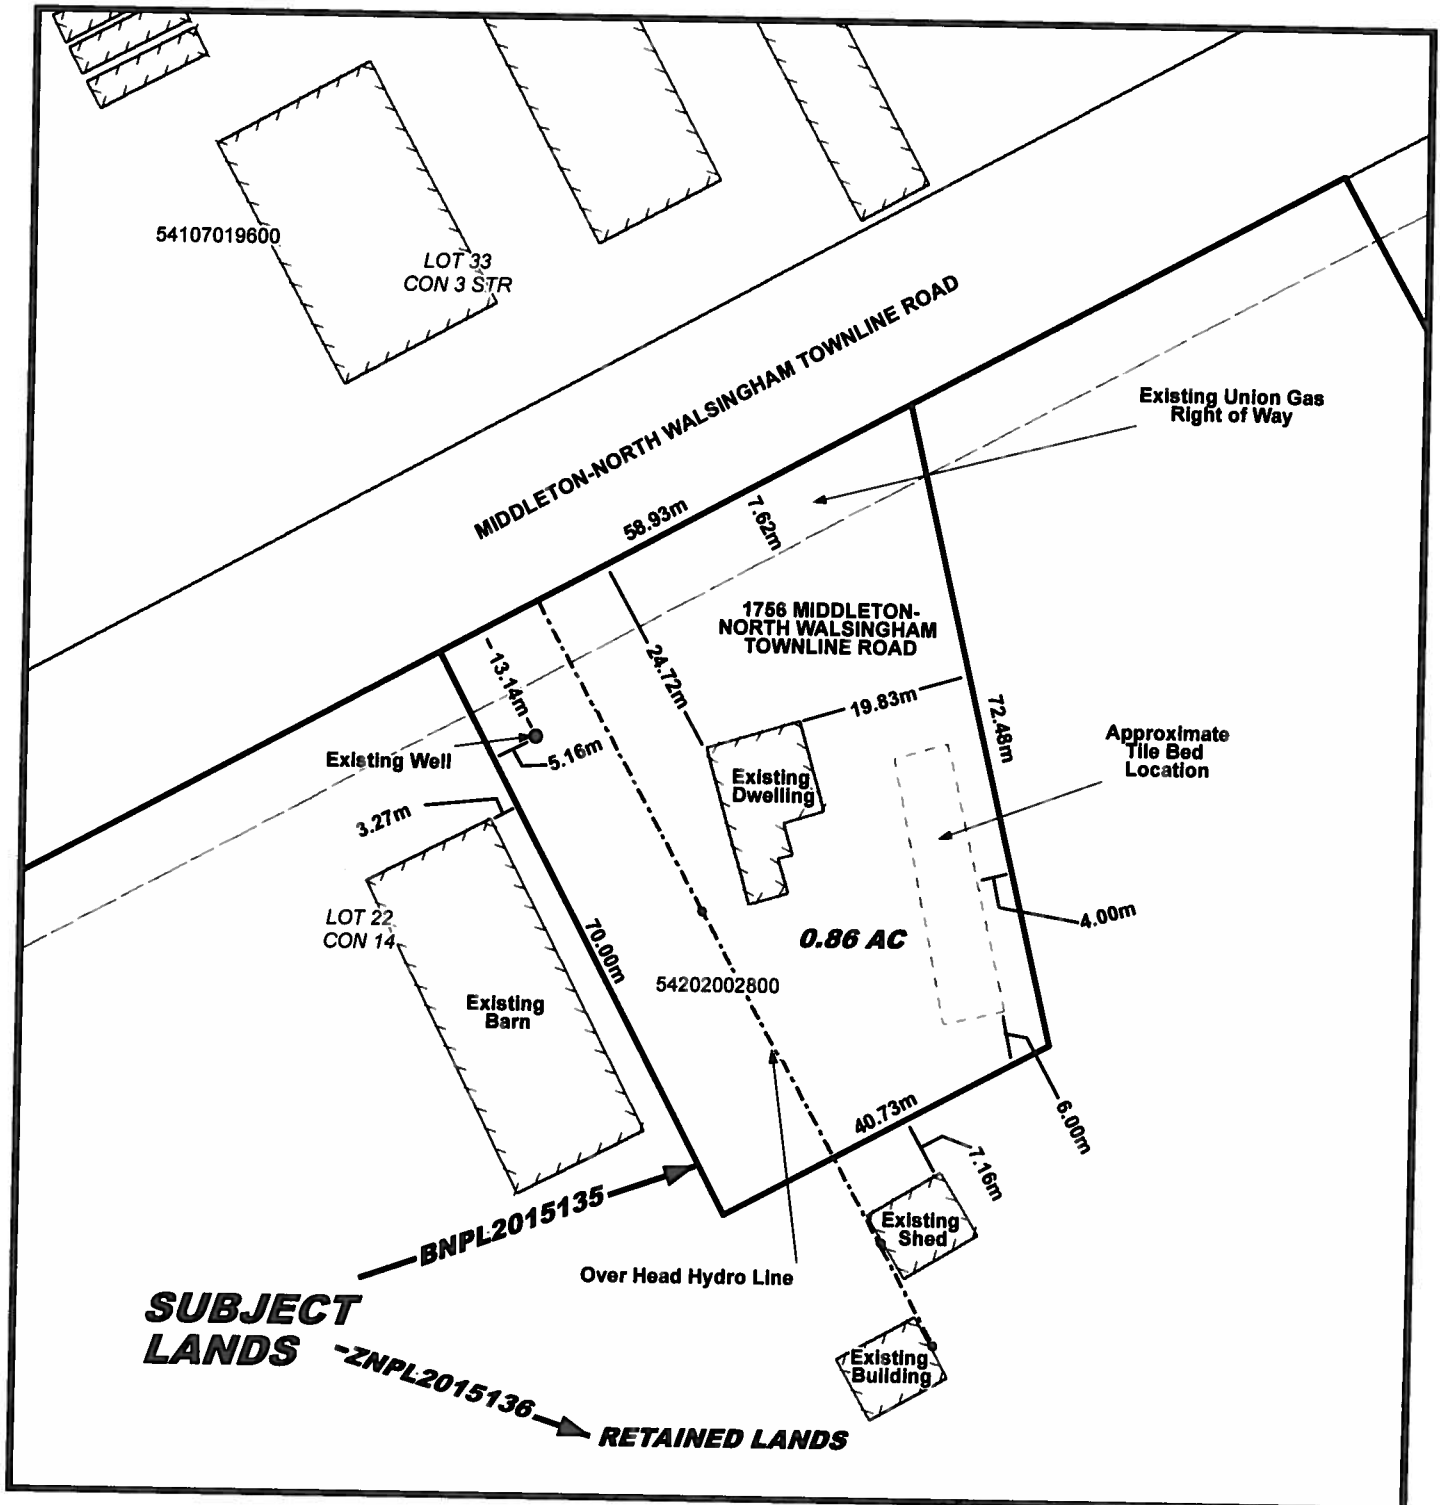 54107019600
LOT 33
CON 3 STR
MIDDLETON-NORTH WALSINGHAM TOWNLINE ROAD
Existing Union Gas
Right of Way
58.93m
7.62m
1756 MIDDLETON-
NORTH WALSINGHAM
TOWNLINE ROAD
13.14m
24.72m
19.83m
72.48m
Existing Well
5.16m
Approximate
Tile Bed
Location
Existing
Dwelling
3.27m
LOT 22
CON 14
70.00m
0.86 AC
4.00m
54202002800
Existing
Barn
40.73m
6.00m
7.16m
BNPL2015135
Existing
Shed
Over Head Hydro Line
SUBJECT
LANDS
ZNPL2015136
Existing
Building
RETAINED LANDS